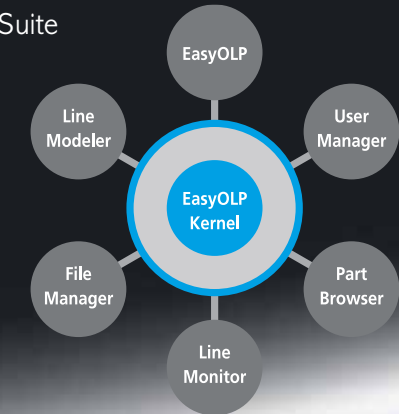 Suite
EasyOLP
Line
Modeler
User
Manager
EasyOLP
Kernel
File
Manager
Part
Browser
Line
Monitor